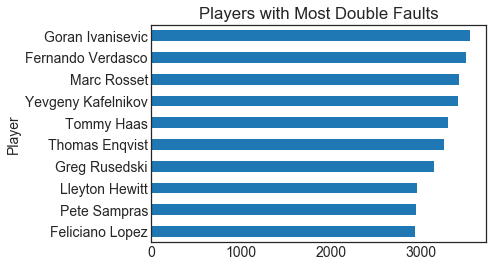 Players with Most Double Faults
Player
Goran Ivanisevic
Fernando Verdasco
Marc Rosset
Yevgeny Kafelnikov
Tommy Haas
Thomas Enqvist
Greg Rusedski
Lleyton Hewitt
Pete Sampras
Feliciano Lopez
0 1000 2000 3000